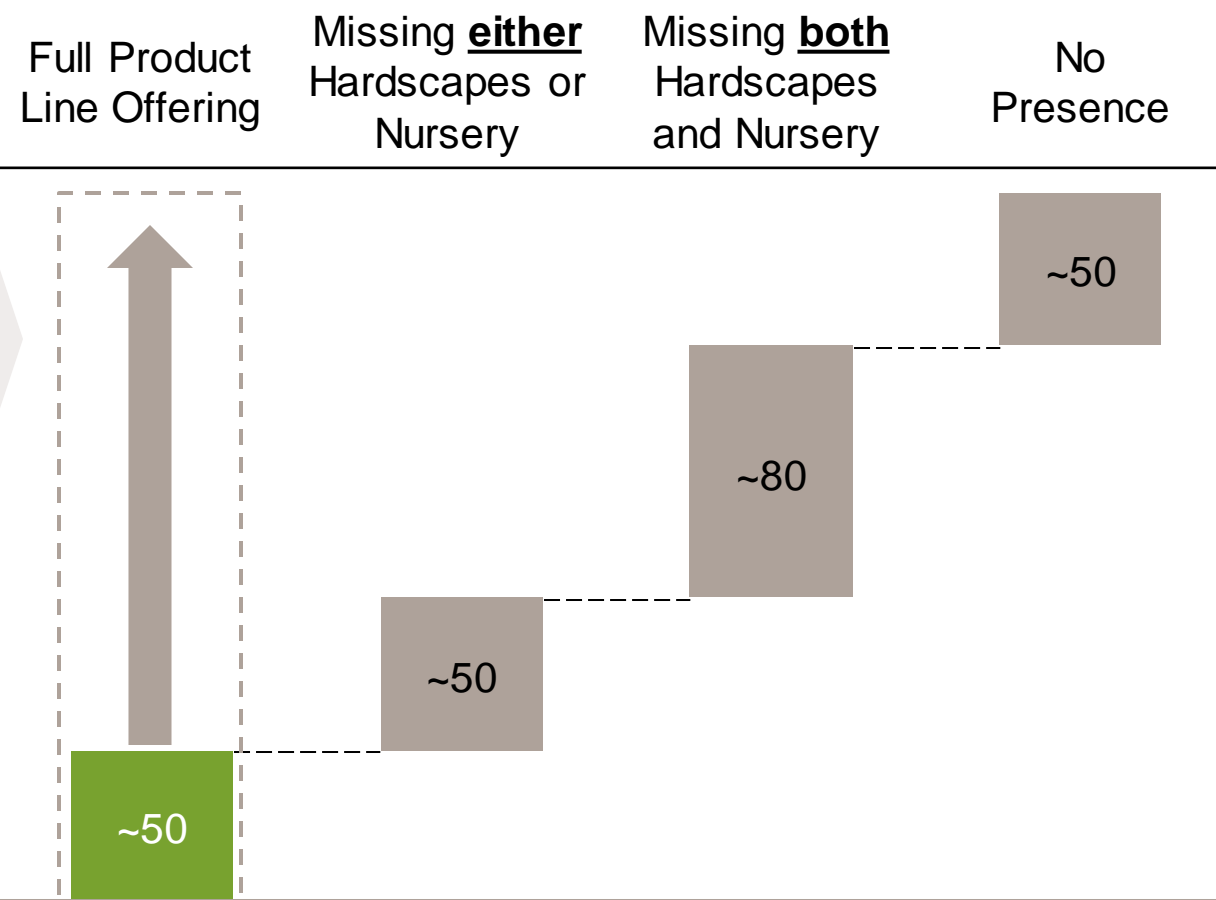 Full Product
Line Offering
Missing either
Hardscapes or
Nursery
Missing both
Hardscapes
and Nursery
No
Presence
~50
~80
~50
~50